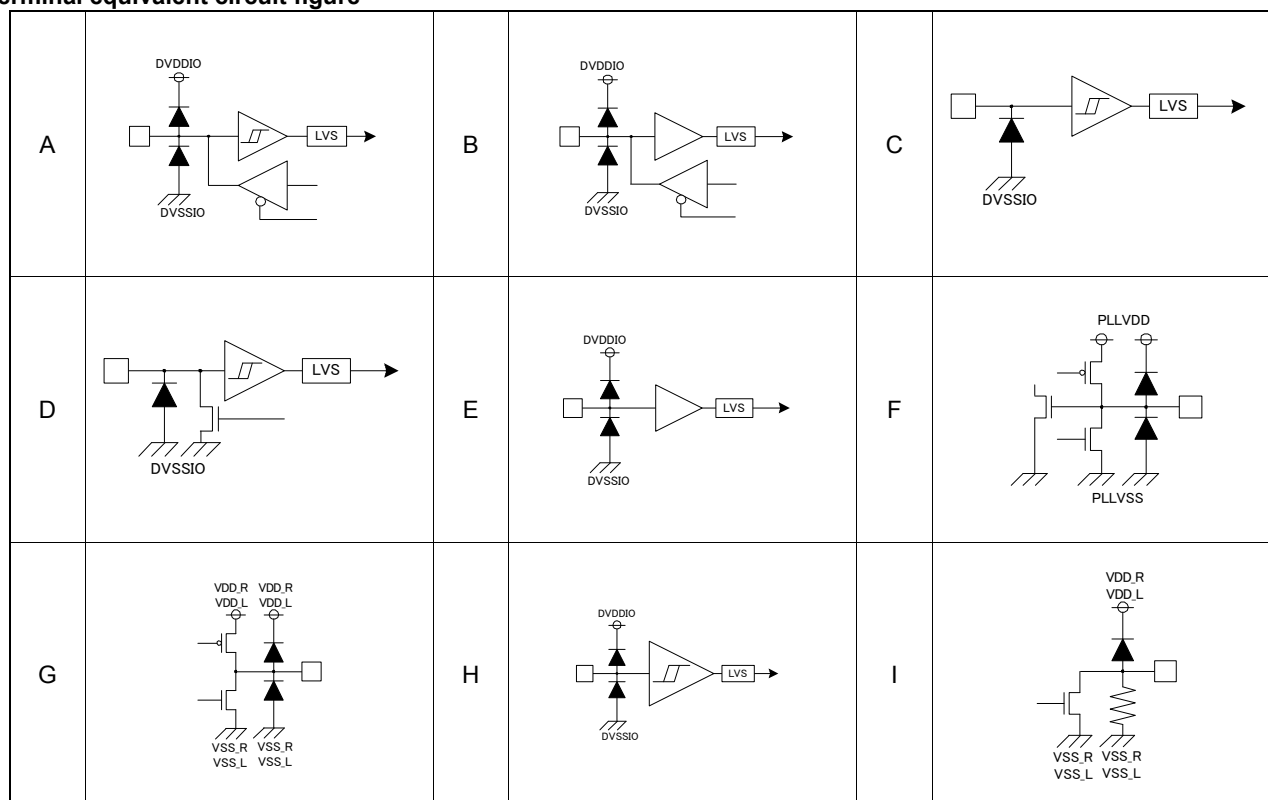 erminal equivalent circuit figure
A
DVDDIO
LVS
DVSSIO
B
DVDDIO
LVS
DVSSIO
C
LVS
DVSSIO
D
LVS
DVSSIO
E
DVDDIO
LVS
DVSSIO
F
PLLVDD
PLLVSS
G
VDD_R VDD_R
VDD_L VDD_L
VSS_R VSS_R
VSS_L VSS_L
H
DVDDIO
LVS
DVSSIO
I
VDD_R
VDD_L
VSS_R VSS_R
VSS_L VSS_L